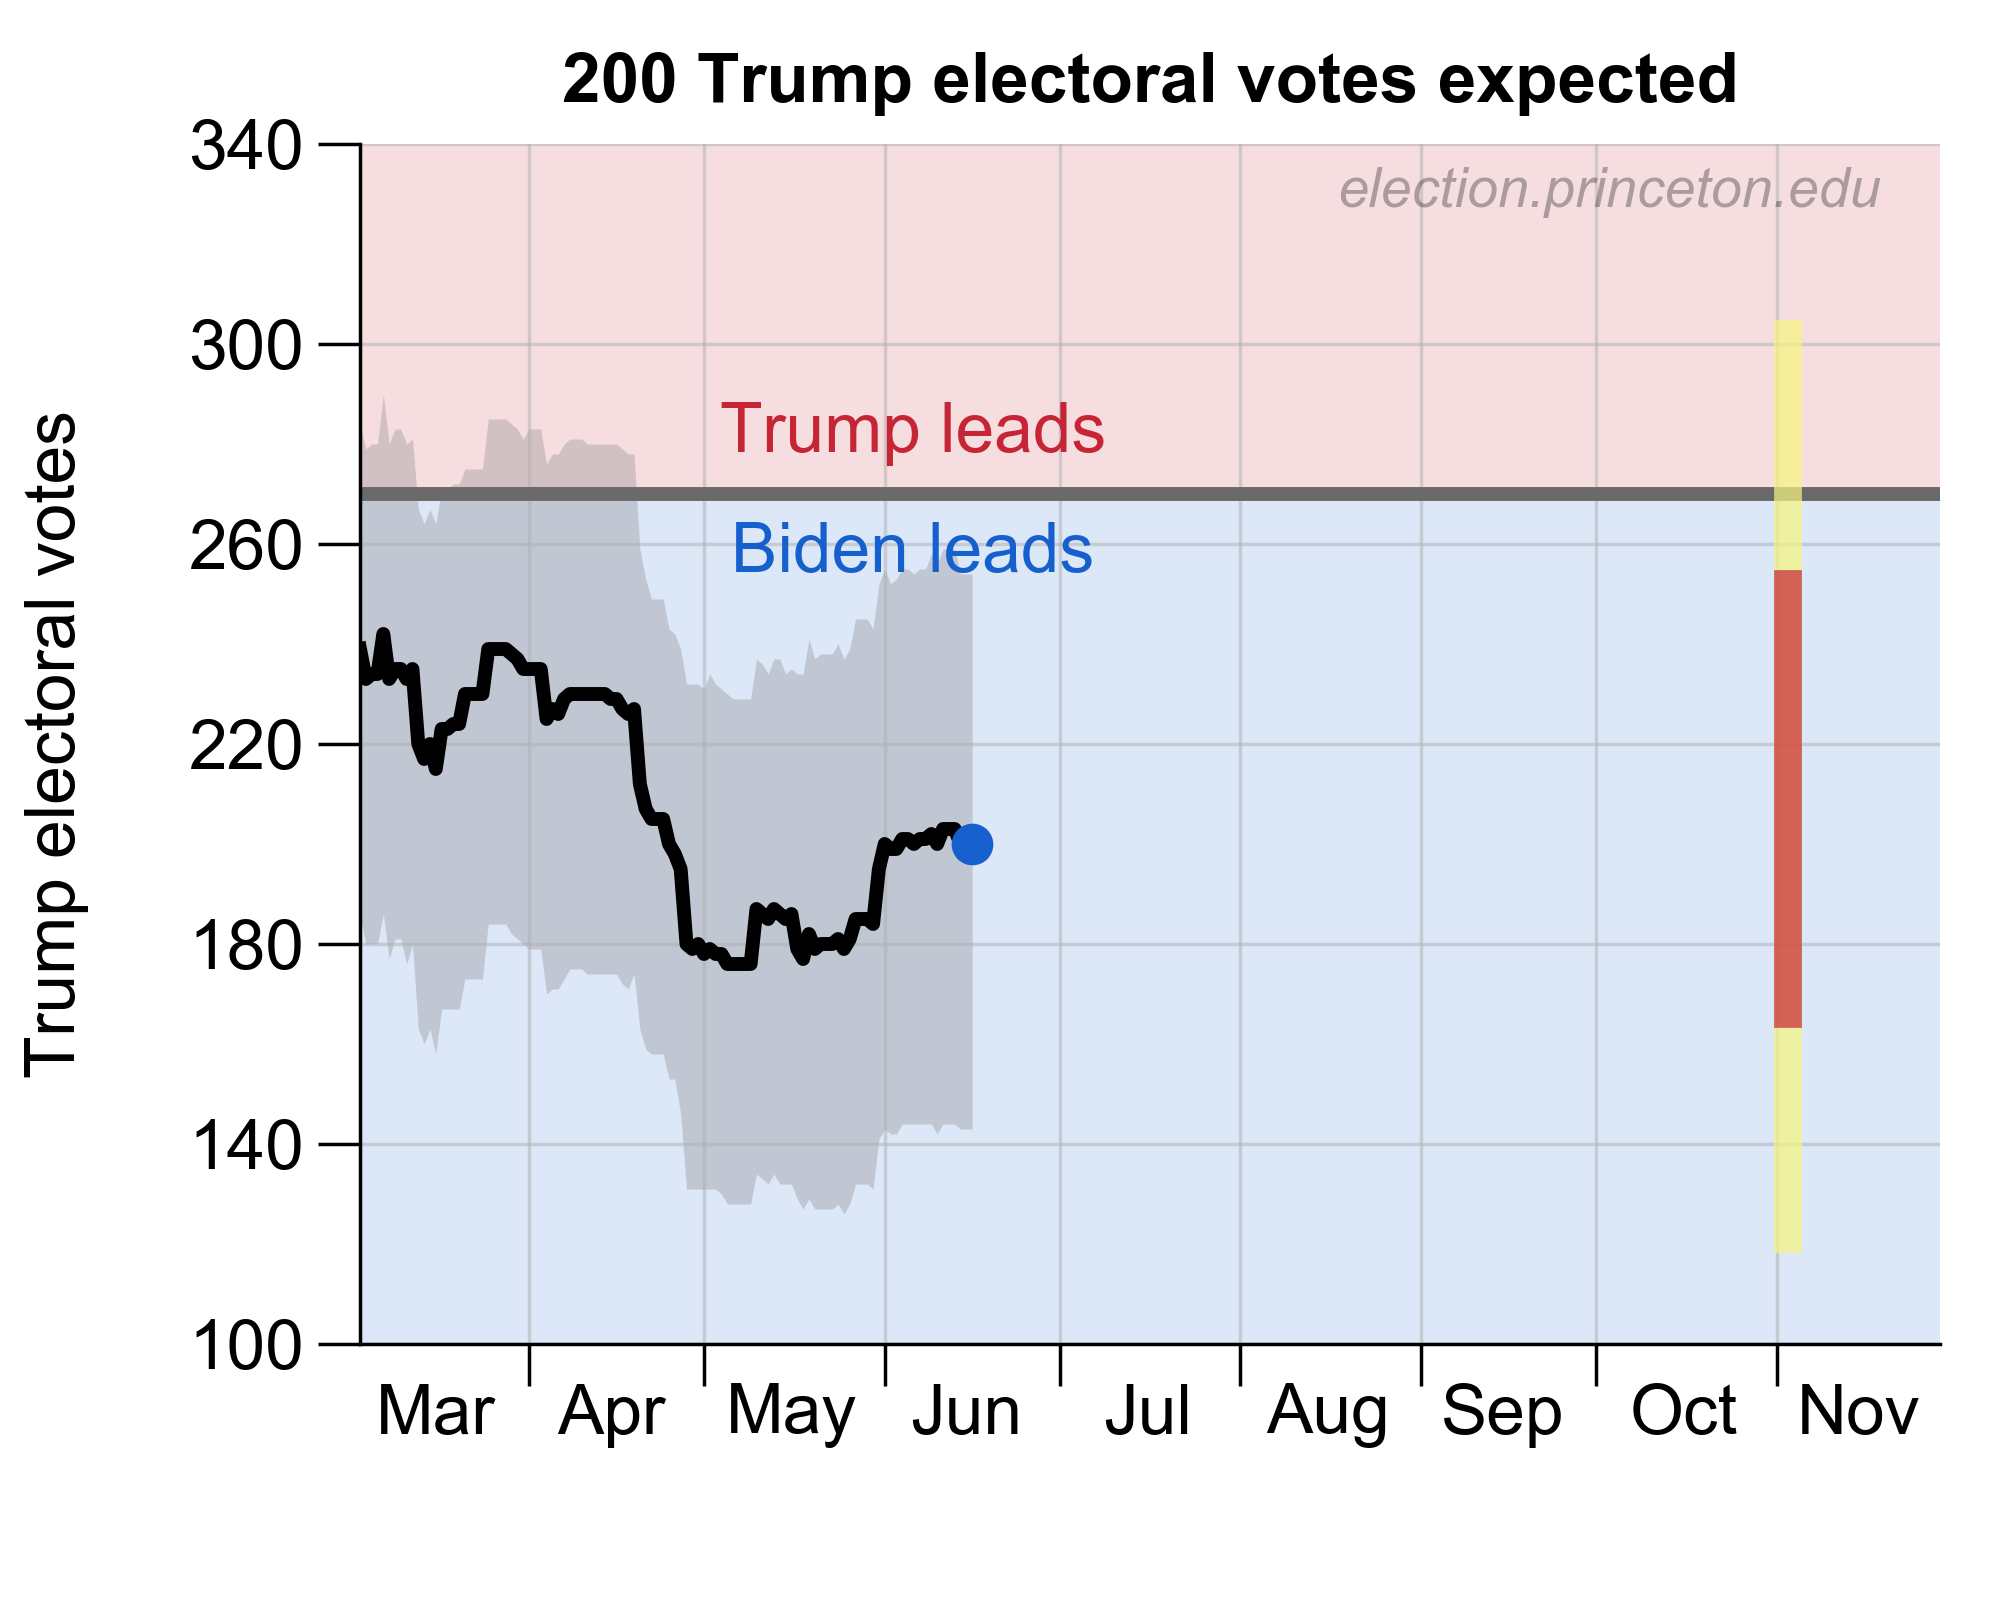 200 Trump electoral votes expected
340
election.princeton.edu
300
Trump leads
Biden leads
260
220
180
140
100
Trump electoral votes
Mar Apr May Jun Jul Aug Sep Oct Nov